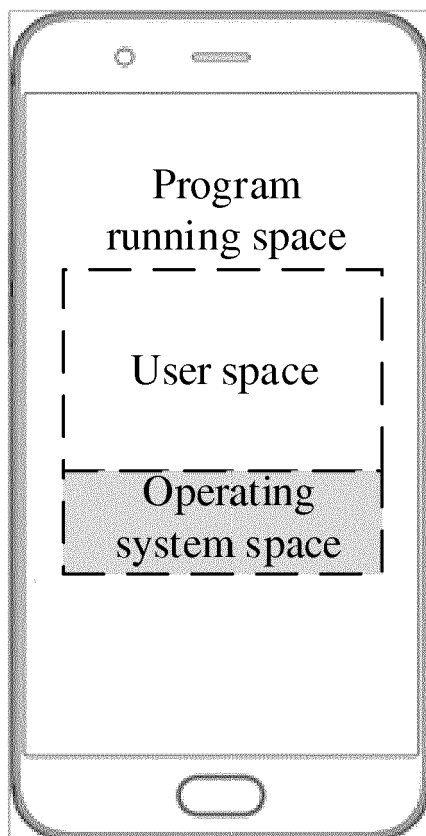 Program
running space
User space
Operating
system space